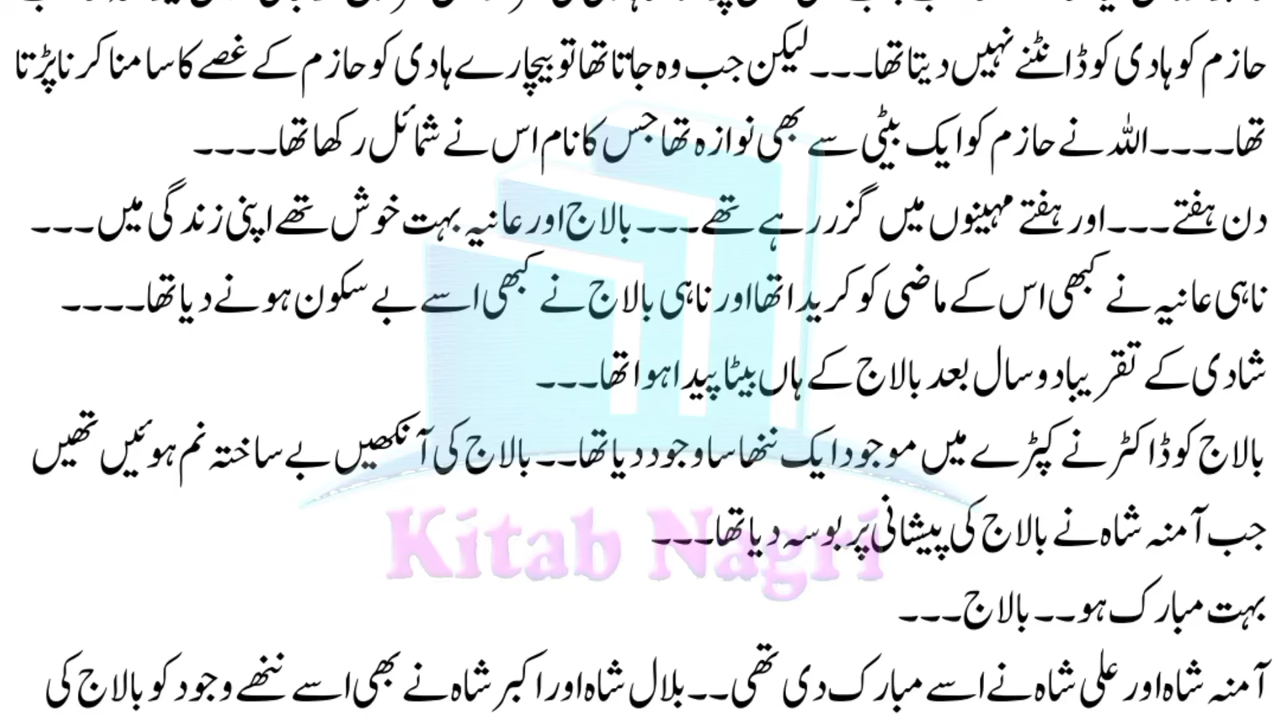 حازم کو ہادی کو ڈانٹنے نہیں دیتا تھا۔۔۔ لیکن جب وہ جاتا تھا تو بیچارے ہادی کو حازم کے غصے کا سامنا کرنا پڑتا
تھا۔۔۔۔ اللہ نے حازم کو ایک بیٹی سے بھی نوازہ تھا جس کا نام اس نے شمائل رکھا تھا۔۔۔۔
دن ہفتے۔۔۔ اور ہفتے مہینوں میں گزر رہے تھے۔۔۔ بالاج اور عانیہ بہت خوش تھے اپنی زندگی میں۔۔۔
ناہی عانیہ نے کبھی اس کے ماضی کو کریدا تھا اور ناہی بالاج نے کبھی اسے بے سکون ہونے دیا تھا۔۔۔۔
شادی کے تقریبا دو سال بعد بالاج کے ہاں بیٹا پیدا ہوا تھا۔۔۔
بالاج کو ڈاکٹر نے کپڑے میں موجود ایک ننھا سا وجود دیا تھا۔۔ بالاج کی آنکھیں بے ساختہ نم ہوئیں تھیں
جب آمنہ شاہ نے بالاج کی پیشانی پر بوسہ دیا تھا۔۔۔
بہت مبارک ہو۔۔ بالاج۔۔۔
آمنہ شاہ اور علی شاہ نے اسے مبارک دی تھی۔۔ بلال شاہ اور اکبر شاہ نے بھی اسے ننھے وجود کو بالاج کی
Kitab Nagri